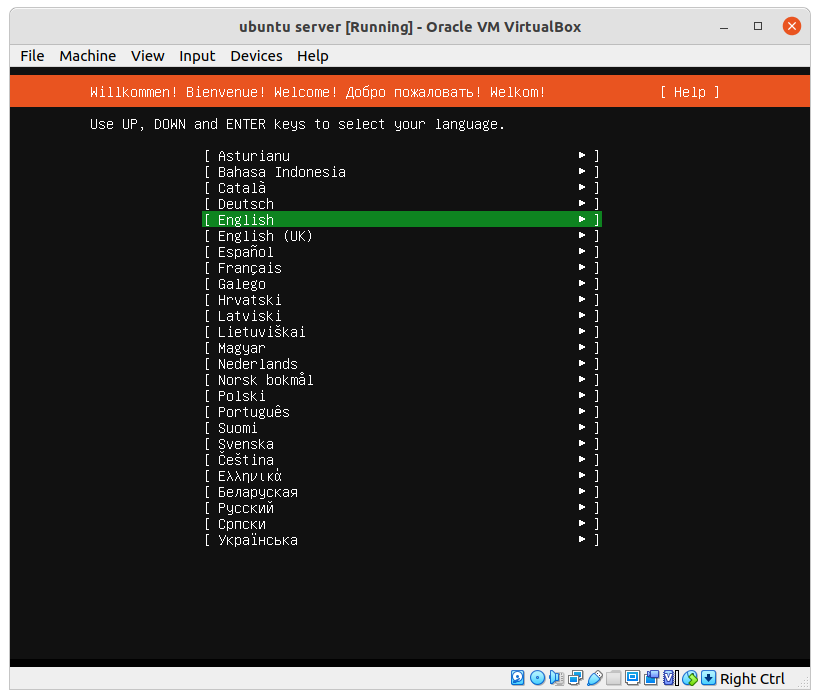 ubuntu server [Running] - Oracle VM VirtualBox
File Machine View Input Devices Help
Willkommen! Bienvenue! Welcome! Добро пожаловать! Welkom! [ Help ]
Use UP, DOWN and ENTER keys to select your language.
[ Asturianu ▸ ]
[ Bahasa Indonesia ▸ ]
[ Català ▸ ]
[ Deutsch ▸ ]
[ English ▸ ]
[ English (UK) ▸ ]
[ Español ▸ ]
[ Français ▸ ]
[ Galego ▸ ]
[ Hrvatski ▸ ]
[ Latviski ▸ ]
[ Lietuviškai ▸ ]
[ Magyar ▸ ]
[ Nederlands ▸ ]
[ Norsk bokmål ▸ ]
[ Polski ▸ ]
[ Português ▸ ]
[ Suomi ▸ ]
[ Svenska ▸ ]
[ Čeština ▸ ]
[ Ελληνικά ▸ ]
[ Беларуская ▸ ]
[ Русский ▸ ]
[ Српски ▸ ]
[ Українська ▸ ]
Right Ctrl